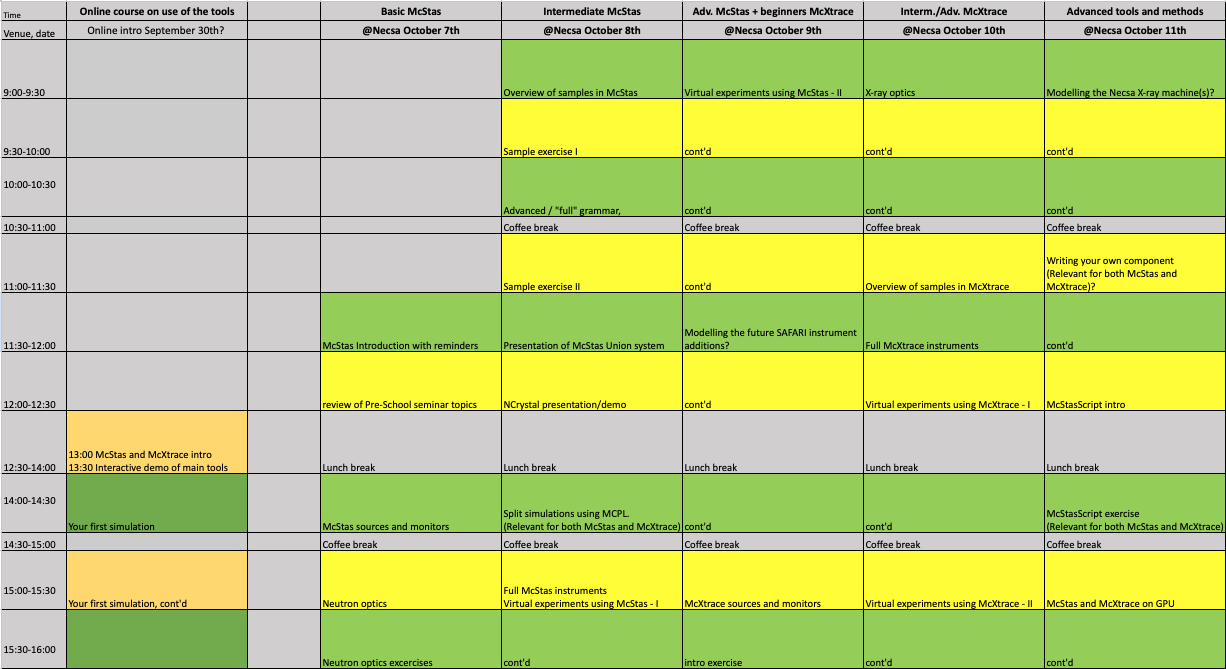 Time
Online course on use of the tools
Basic McStas
Intermediate McStas
Adv. McStas + beginners McXtrace
Interm./Adv. McXtrace
Advanced tools and methods
Venue, date
Online intro September 30th?
@Necsa October 7th
@Necsa October 8th
@Necsa October 9th
@Necsa October 10th
@Necsa October 11th
9:00-9:30
Overview of samples in McStas
Virtual experiments using McStas - II
X-ray optics
Modelling the Necsa X-ray machine(s)?
9:30-10:00
Sample exercise I
cont'd
cont'd
cont'd
10:00-10:30
Advanced / "full" grammar,
cont'd
cont'd
cont'd
10:30-11:00
Coffee break
Coffee break
Coffee break
Coffee break
11:00-11:30
Sample exercise II
cont'd
Overview of samples in McXtrace
Writing your own component
(Relevant for both McStas and
McXtrace)?
11:30-12:00
McStas Introduction with reminders
Presentation of McStas Union system
Modelling the future SAFARI instrument
additions?
Full McXtrace instruments
cont'd
12:00-12:30
review of Pre-School seminar topics
NCrystal presentation/demo
cont'd
Virtual experiments using McXtrace - I
McStasScript intro
12:30-14:00
13:00 McStas and McXtrace intro
13:30 Interactive demo of main tools
Lunch break
Lunch break
Lunch break
Lunch break
Lunch break
14:00-14:30
Your first simulation
McStas sources and monitors
Split simulations using MCPL.
(Relevant for both McStas and McXtrace)
cont'd
cont'd
McStasScript exercise
(Relevant for both McStas and McXtrace)
14:30-15:00
Coffee break
Coffee break
Coffee break
Coffee break
Coffee break
15:00-15:30
Your first simulation, cont'd
Neutron optics
Full McStas instruments
Virtual experiments using McStas - I
McXtrace sources and monitors
Virtual experiments using McXtrace - II
McStas and McXtrace on GPU
15:30-16:00
Neutron optics excercises
cont'd
intro exercise
cont'd
cont'd